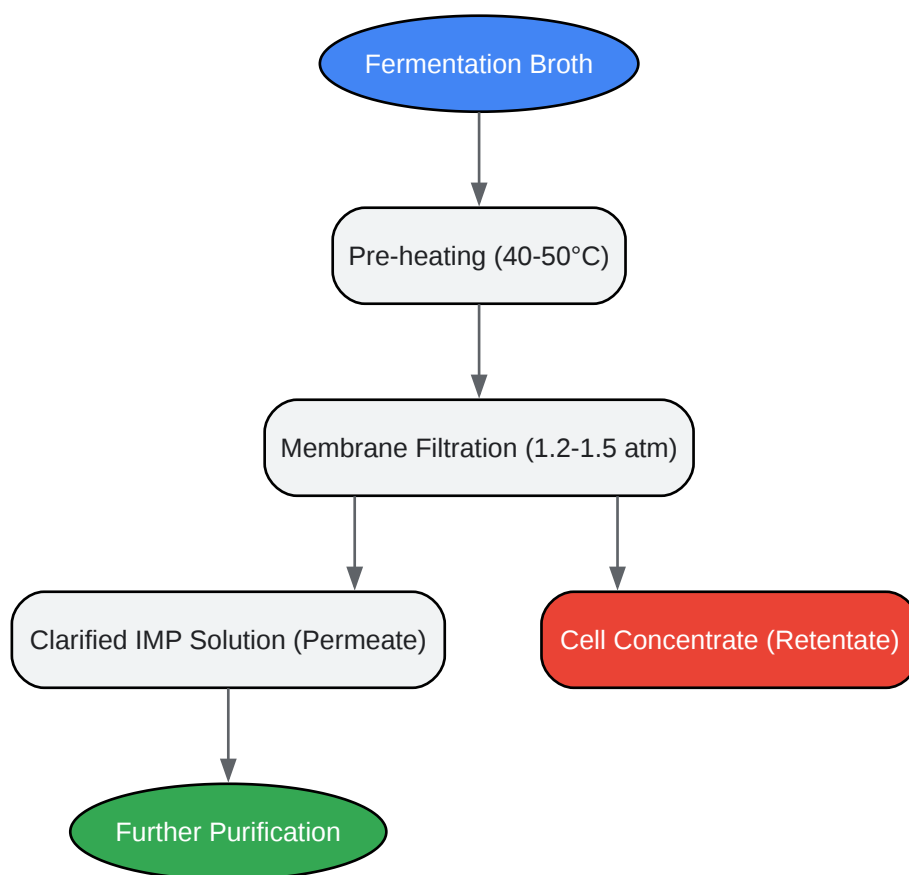 Fermentation Broth
Pre-heating (40-50°C)
Membrane Filtration (1.2-1.5 atm)
Clarified IMP Solution (Permeate)
Cell Concentrate (Retentate)
Further Purification